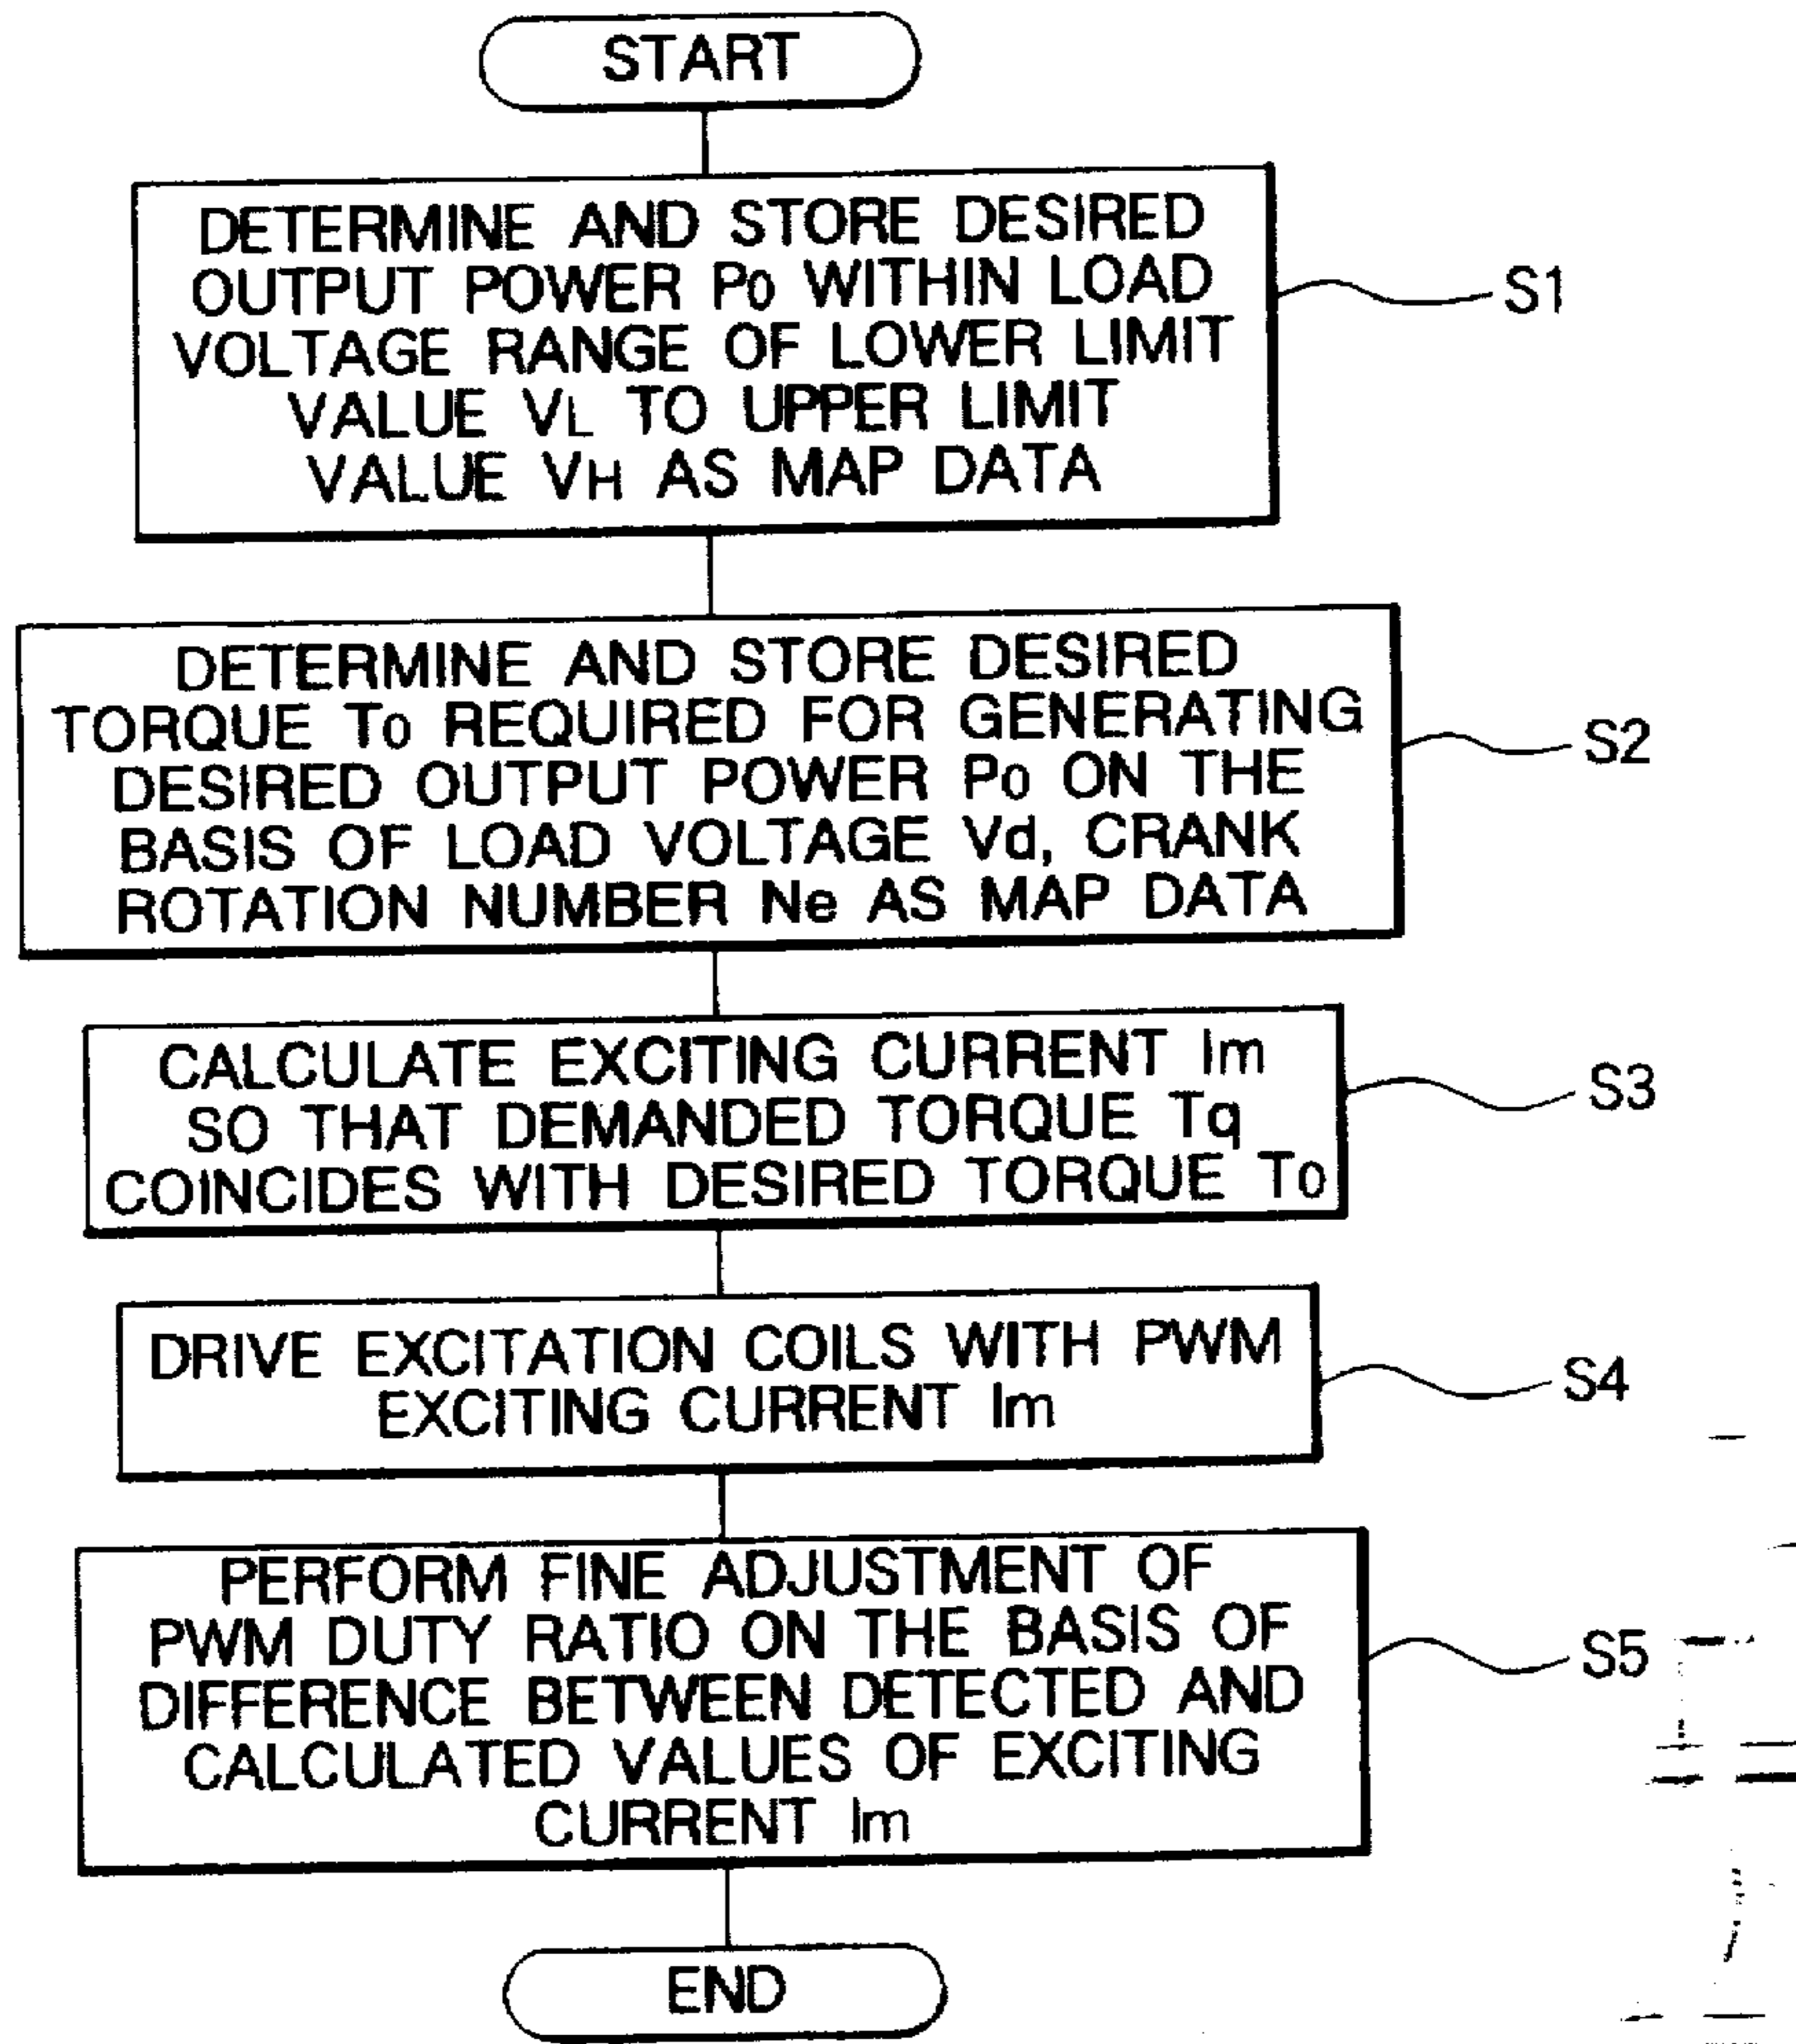 START
DETERMINE AND STORE DESIRED
OUTPUT POWER Po WITHIN LOAD
VOLTAGE RANGE OF LOWER LIMIT
VALUE VL TO UPPER LIMIT
VALUE VH AS MAP DATA
S1
DETERMINE AND STORE DESIRED
TORQUE To REQUIRED FOR GENERATING
DESIRED OUTPUT POWER Po ON THE
BASIS OF LOAD VOLTAGE Vd, CRANK
ROTATION NUMBER Ne AS MAP DATA
S2
CALCULATE EXCITING CURRENT Im
SO THAT DEMANDED TORQUE Tq
COINCIDES WITH DESIRED TORQUE To
S3
DRIVE EXCITATION COILS WITH PWM
EXCITING CURRENT Im
S4
PERFORM FINE ADJUSTMENT OF
PWM DUTY RATIO ON THE BASIS OF
DIFFERENCE BETWEEN DETECTED AND
CALCULATED VALUES OF EXCITING
CURRENT Im
S5
END